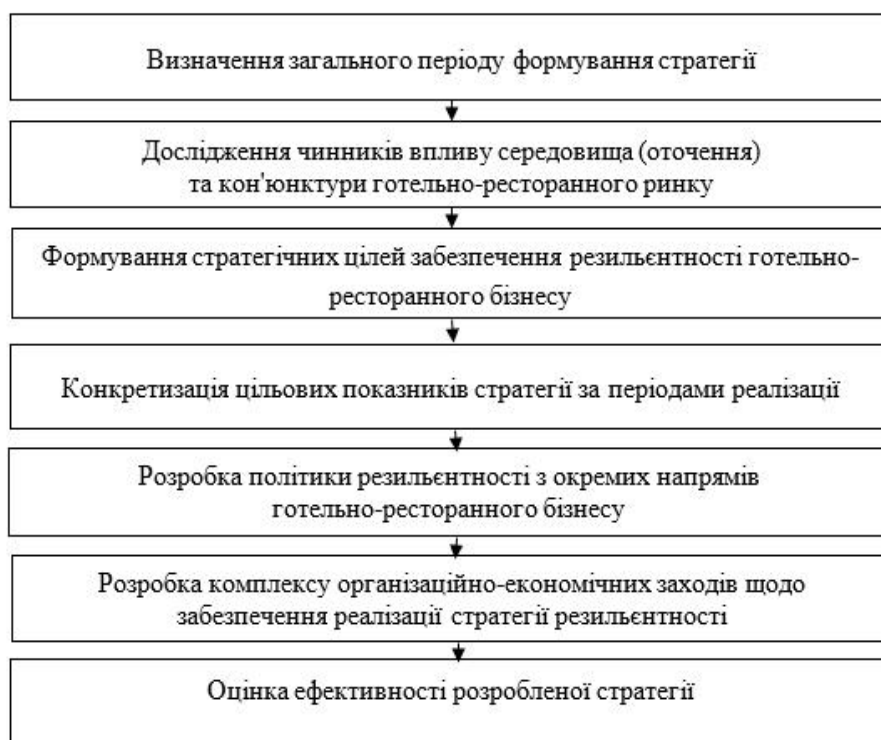 Визначення загального періоду формування стратегії
Дослідження чинників впливу середовища (оточення)
та кон'юнктури готельно-ресторанного ринку
Формування стратегічних цілей забезпечення резильєнтності готельно-
ресторанного бізнесу
Конкретизація цільових показників стратегії за періодами реалізації
Розробка політики резильєнтності з окремих напрямів
готельно-ресторанного бізнесу
Розробка комплексу організаційно-економічних заходів щодо
забезпечення реалізації стратегії резильєнтності
Оцінка ефективності розробленої стратегії